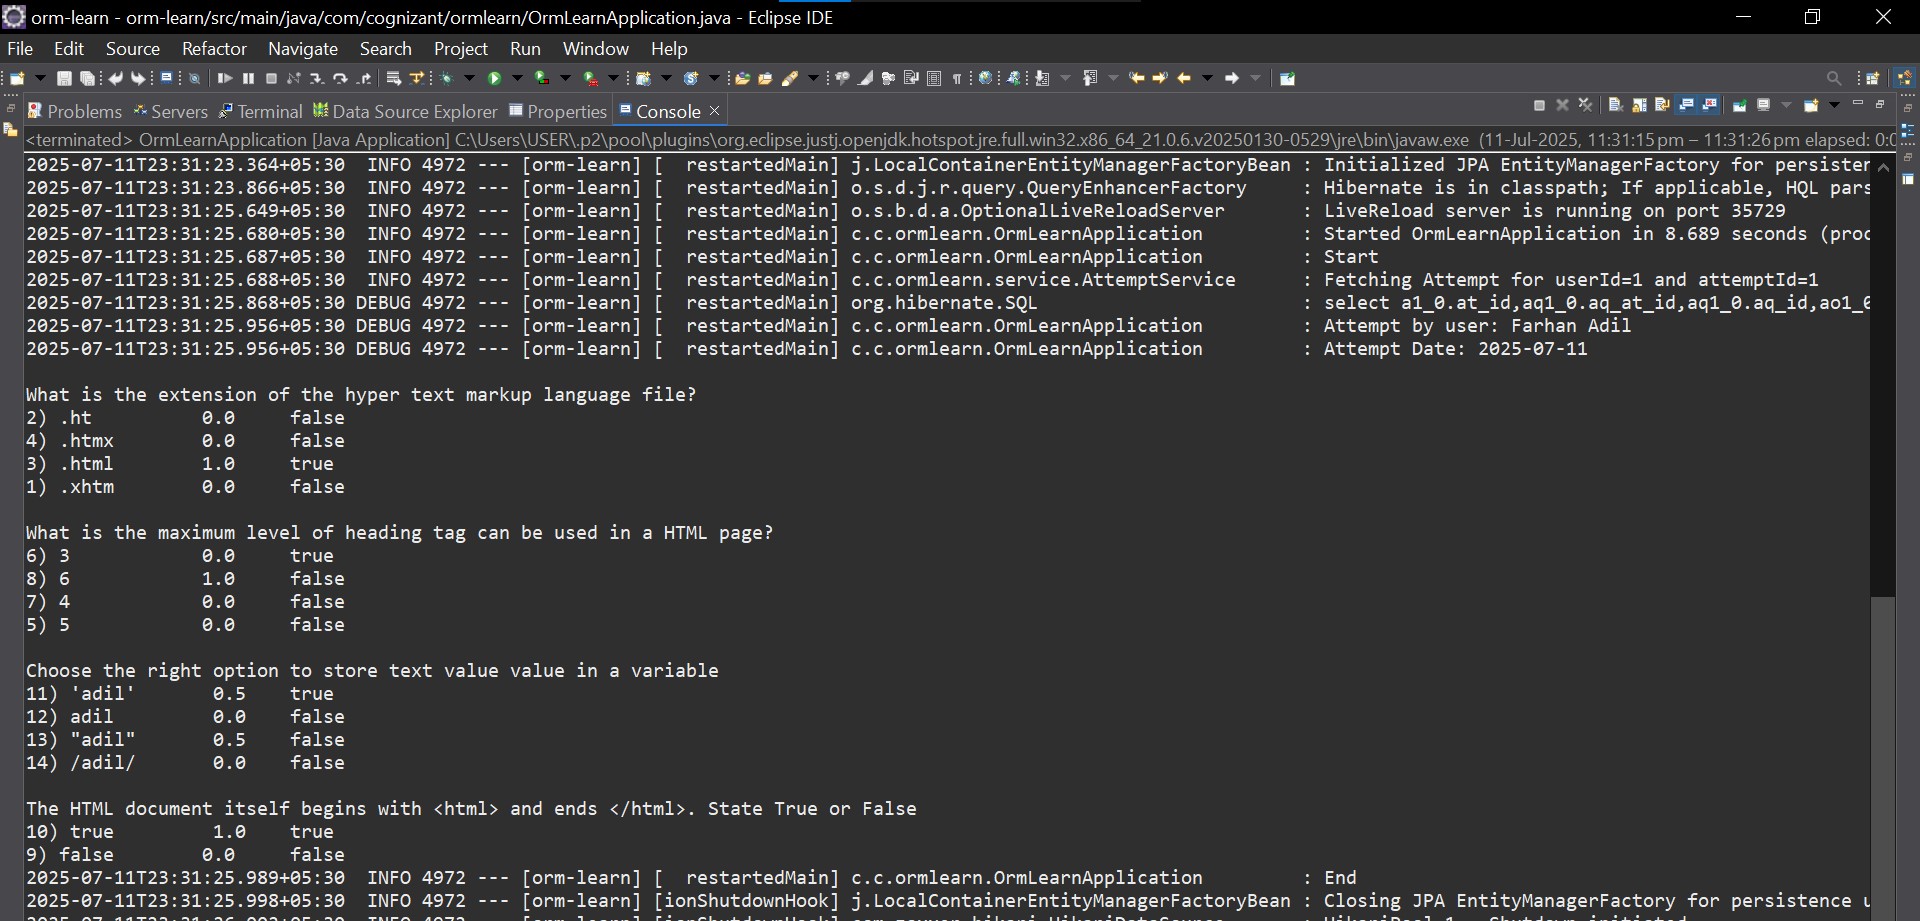 orm-learn - orm-learn/src/main/java/com/cognizant/ormlearn/OrmLearnApplication.java - Eclipse IDE
File Edit Source Refactor Navigate Search Project Run Window Help
Problems Servers Terminal Data Source Explorer Properties Console
<terminated> OrmLearnApplication [Java Application] C:\Users\USER\.p2\pool\plugins\org.eclipse.justj.openjdk.hotspot.jre.full.win32.x86_64_21.0.6.v20250130-0529\jre\bin\javaw.exe (11-Jul-2025, 11:31:15 pm – 11:31:26 pm elapsed: 0:0
2025-07-11T23:31:23.364+05:30  INFO 4972 --- [orm-learn] [  restartedMain] j.LocalContainerEntityManagerFactoryBean : Initialized JPA EntityManagerFactory for persister
2025-07-11T23:31:23.866+05:30  INFO 4972 --- [orm-learn] [  restartedMain] o.s.d.j.r.query.QueryEnhancerFactory     : Hibernate is in classpath; If applicable, HQL pars
2025-07-11T23:31:25.649+05:30  INFO 4972 --- [orm-learn] [  restartedMain] o.s.b.d.a.OptionalLiveReloadServer       : LiveReload server is running on port 35729
2025-07-11T23:31:25.680+05:30  INFO 4972 --- [orm-learn] [  restartedMain] c.c.ormlearn.OrmLearnApplication         : Started OrmLearnApplication in 8.689 seconds (proc
2025-07-11T23:31:25.687+05:30  INFO 4972 --- [orm-learn] [  restartedMain] c.c.ormlearn.OrmLearnApplication         : Start
2025-07-11T23:31:25.688+05:30  INFO 4972 --- [orm-learn] [  restartedMain] c.c.ormlearn.service.AttemptService      : Fetching Attempt for userId=1 and attemptId=1
2025-07-11T23:31:25.868+05:30 DEBUG 4972 --- [orm-learn] [  restartedMain] org.hibernate.SQL                        : select a1_0.at_id,aq1_0.aq_at_id,aq1_0.aq_id,ao1_0
2025-07-11T23:31:25.956+05:30 DEBUG 4972 --- [orm-learn] [  restartedMain] c.c.ormlearn.OrmLearnApplication         : Attempt by user: Farhan Adil
2025-07-11T23:31:25.956+05:30 DEBUG 4972 --- [orm-learn] [  restartedMain] c.c.ormlearn.OrmLearnApplication         : Attempt Date: 2025-07-11
What is the extension of the hyper text markup language file?
2) .ht          0.0     false
4) .htmx        0.0     false
3) .html        1.0     true
1) .xhtm        0.0     false
What is the maximum level of heading tag can be used in a HTML page?
6) 3            0.0     true
8) 6            1.0     false
7) 4            0.0     false
5) 5            0.0     false
Choose the right option to store text value value in a variable
11) 'adil'       0.5    true
12) adil         0.0    false
13) "adil"       0.5    false
14) /adil/       0.0    false
The HTML document itself begins with <html> and ends </html>. State True or False
10) true         1.0    true
9) false        0.0     false
2025-07-11T23:31:25.989+05:30  INFO 4972 --- [orm-learn] [  restartedMain] c.c.ormlearn.OrmLearnApplication         : End
2025-07-11T23:31:25.998+05:30  INFO 4972 --- [orm-learn] [ionShutdownHook] j.LocalContainerEntityManagerFactoryBean : Closing JPA EntityManagerFactory for persistence u